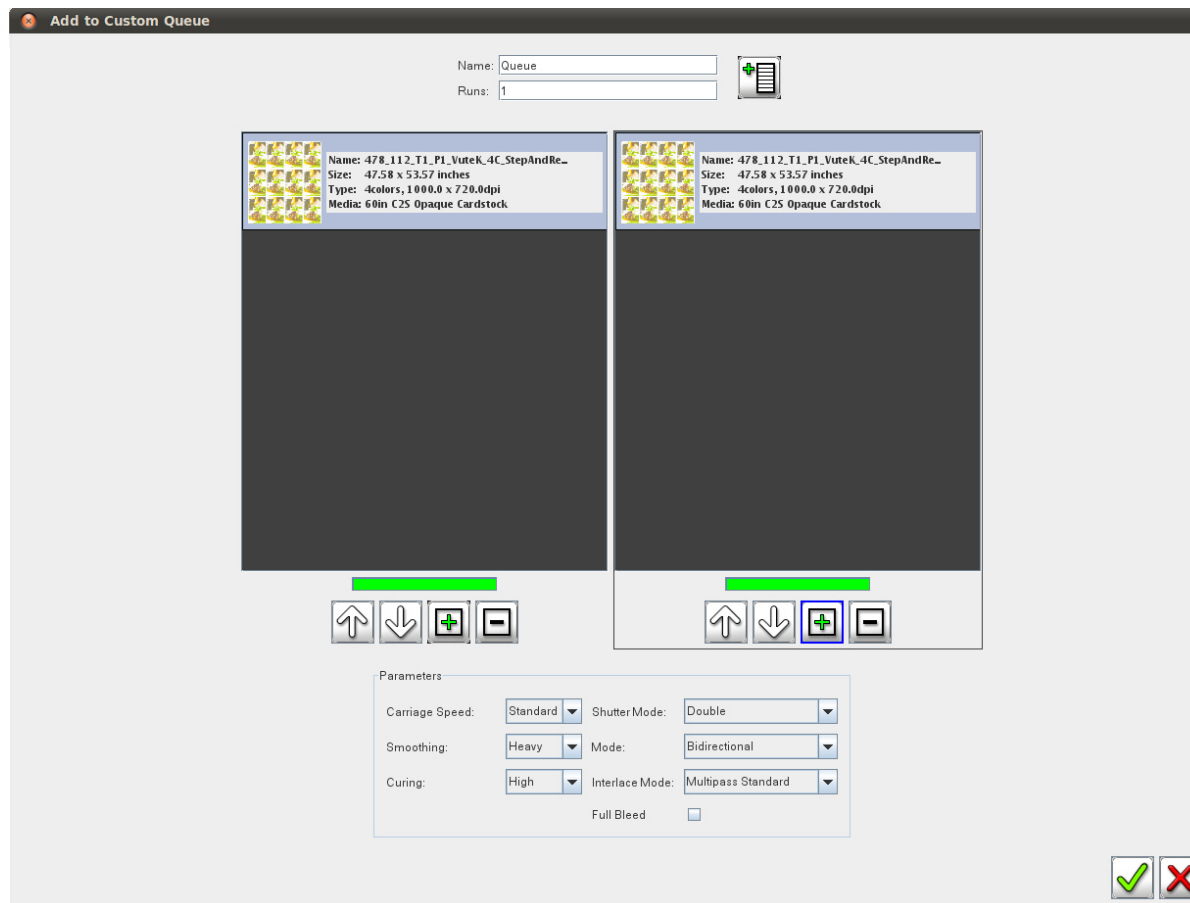 Add to Custom Queue
Name: Queue
Runs: 1
Name: 478_112_T1_P1_VuteK_4C_StepAndRe...
Size: 47.58 x 53.57 inches
Type: 4colors, 1000.0 x 720.0dpi
Media: 60in C2S Opaque Cardstock
Name: 478_112_T1_P1_VuteK_4C_StepAndRe...
Size: 47.58 x 53.57 inches
Type: 4colors, 1000.0 x 720.0dpi
Media: 60in C2S Opaque Cardstock
Parameters
Carriage Speed: Standard Shutter Mode: Double
Smoothing: Heavy Mode: Bidirectional
Curing: High Interlace Mode: Multipass Standard
Full Bleed